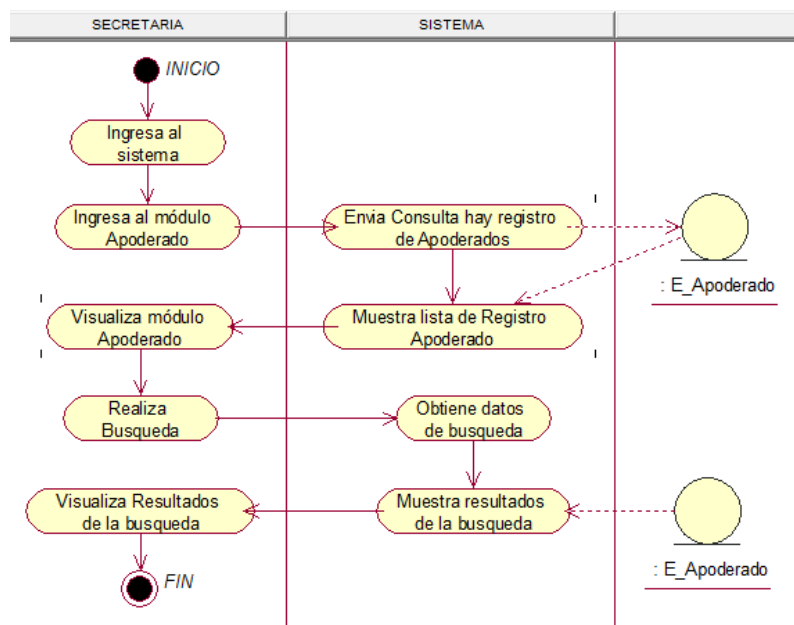 SECRETARIA
SISTEMA
INICIO
Ingresa al
sistema
Ingresa al módulo
Apoderado
Envia Consulta hay registro
de Apoderados
: E_Apoderado
Visualiza módulo
Apoderado
Muestra lista de Registro
Apoderado
Realiza
Busqueda
Obtiene datos
de busqueda
Visualiza Resultados
de la busqueda
Muestra resultados
de la busqueda
: E_Apoderado
FIN